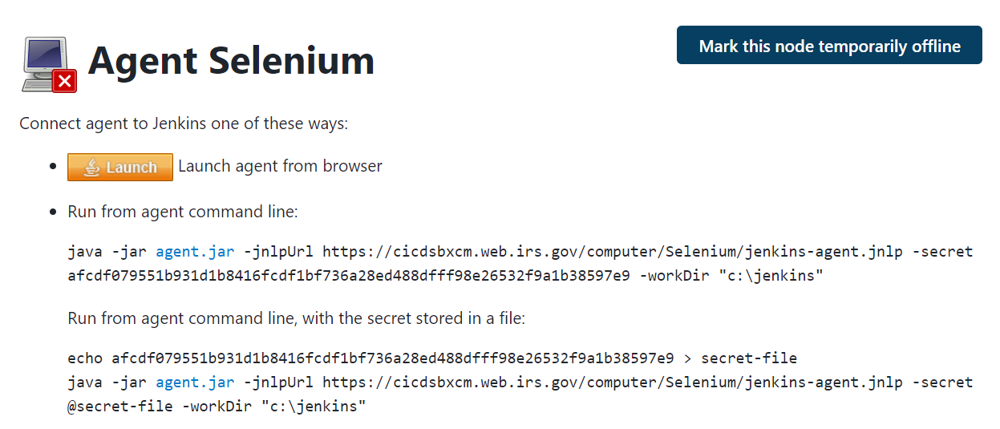 Agent Selenium
Mark this node temporarily offline
Connect agent to Jenkins one of these ways:
Launch Launch agent from browser
Run from agent command line:
java -jar agent.jar -jnlpUrl https://cicdsbxcm.web.irs.gov/computer/Selenium/jenkins-agent.jnlp -secret
afcdf079551b931d1b8416fcdf1bf736a28ed488dfff98e26532f9a1b38597e9 -workDir "c:\jenkins"
Run from agent command line, with the secret stored in a file:
echo afcdf079551b931d1b8416fcdf1bf736a28ed488dfff98e26532f9a1b38597e9 > secret-file
java -jar agent.jar -jnlpUrl https://cicdsbxcm.web.irs.gov/computer/Selenium/jenkins-agent.jnlp -secret
@secret-file -workDir "c:\jenkins"